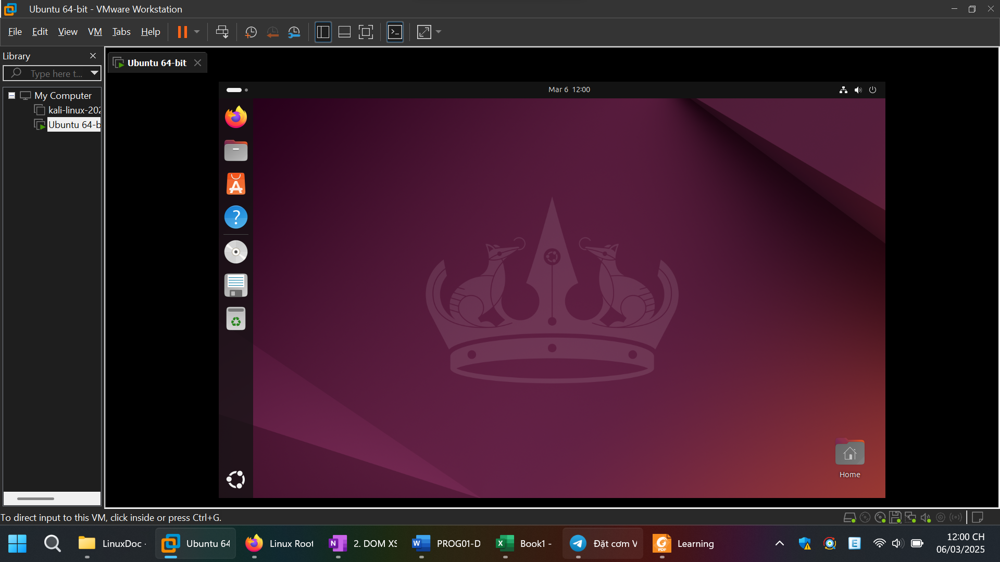 Ubuntu 64-bit - VMware Workstation
File Edit View VM Tabs Help
Library
Type here t...
My Computer
kali-linux-202
Ubuntu 64-b
Ubuntu 64-bit
Mar 6 12:00
Home
To direct input to this VM, click inside or press Ctrl+G.
LinuxDoc -
Ubuntu 64
Linux Root
2. DOM XS
PROG01-D
Book1 -
Đặt cơm V
Learning
12:00 CH
06/03/2025